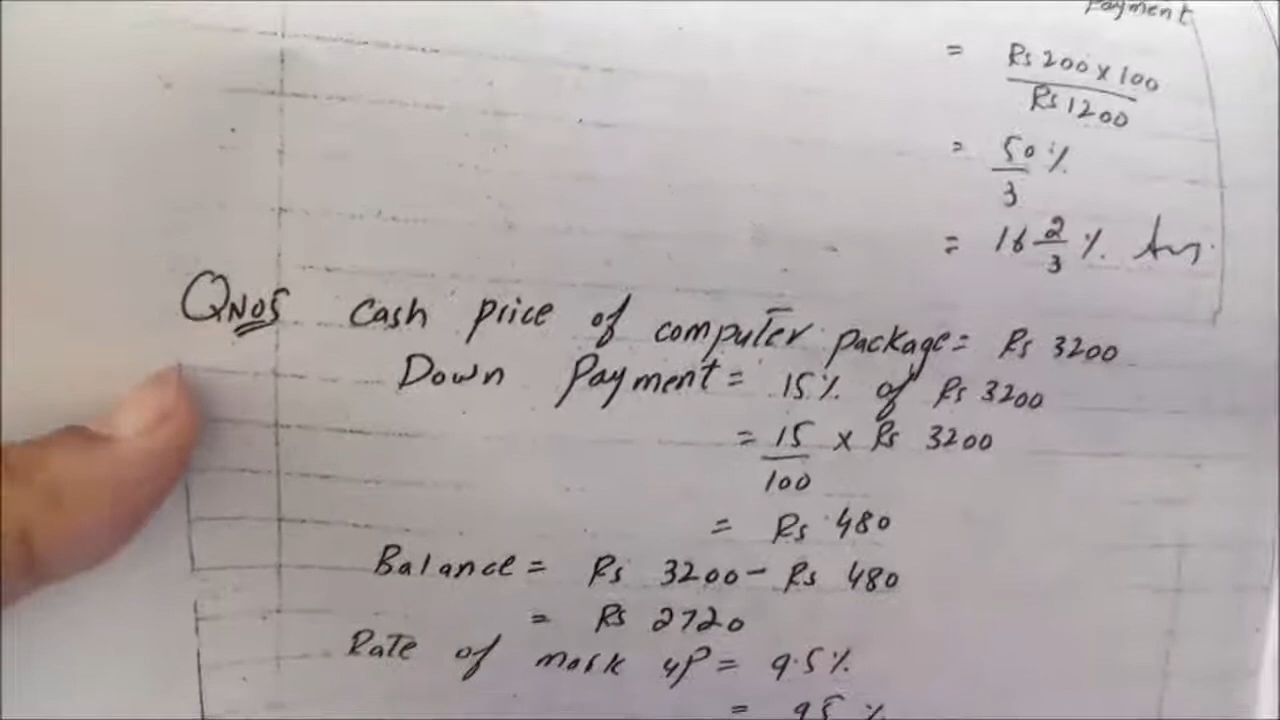 Payment
= Rs 200 x 100
Rs 1200
= 50 %
3
= 16 2/3 % Ans.
QNO5 Cash price of computer package = Rs 3200
Down Payment = 15% of Rs 3200
= 15 x Rs 3200
100
= Rs 480
Balance = Rs 3200 - Rs 480
= Rs 2720
Rate of mark up = 9.5%
= 95 %